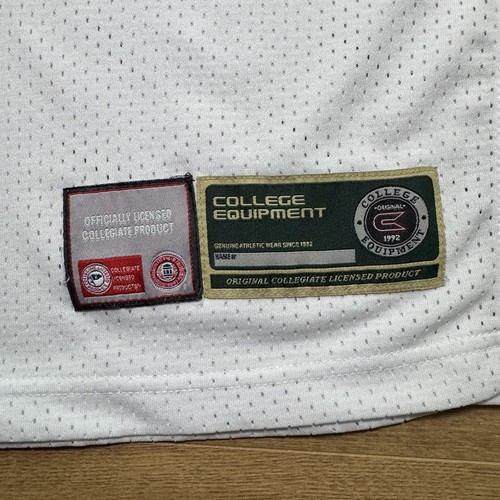 OFFICIALLY LICENSED
COLLEGIATE PRODUCT
COLLEGIATE
LICENSED
PRODUCT
COLLEGE
EQUIPMENT
GENUINE ATHLETIC WEAR SINCE 1992
NAME/#
ORIGINAL COLLEGIATE LICENSED PRODUCT
COLLEGE
ORIGINAL
C
1992
EQUIPMENT